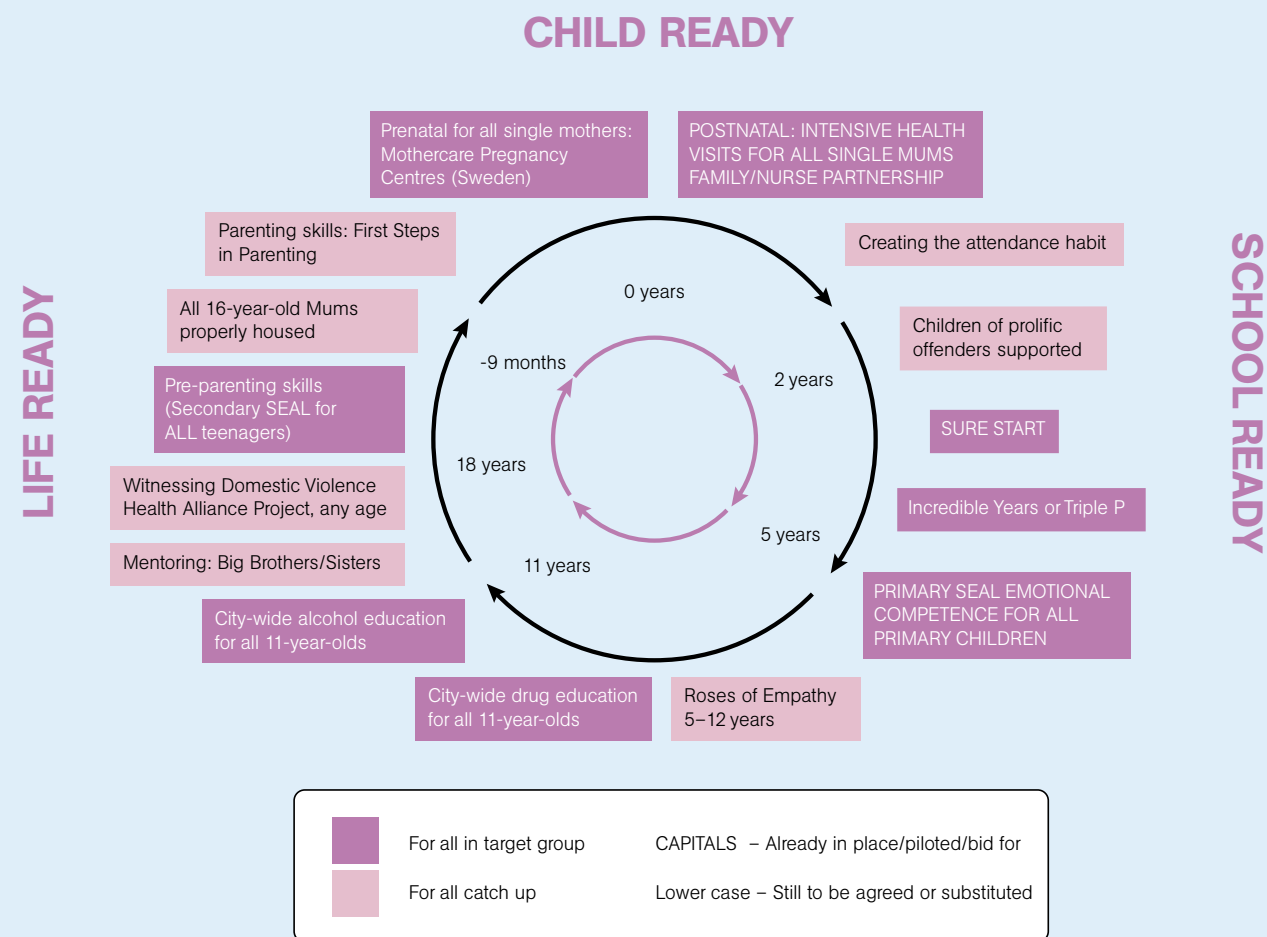 CHILD READY
Prenatal for all single mothers:
Mothercare Pregnancy
Centres (Sweden)
POSTNATAL: INTENSIVE HEALTH
VISITS FOR ALL SINGLE MUMS
FAMILY/NURSE PARTNERSHIP
Parenting skills: First Steps
in Parenting
Creating the attendance habit
All 16-year-old Mums
properly housed
Children of prolific
offenders supported
Pre-parenting skills
(Secondary SEAL for
ALL teenagers)
SURE START
Witnessing Domestic Violence
Health Alliance Project, any age
Incredible Years or Triple P
Mentoring: Big Brothers/Sisters
PRIMARY SEAL EMOTIONAL
COMPETENCE FOR ALL
PRIMARY CHILDREN
City-wide alcohol education
for all 11-year-olds
City-wide drug education
for all 11-year-olds
Roses of Empathy
5–12 years
0 years
-9 months
2 years
18 years
5 years
11 years
LIFE READY
SCHOOL READY
For all in target group
CAPITALS – Already in place/piloted/bid for
For all catch up
Lower case – Still to be agreed or substituted